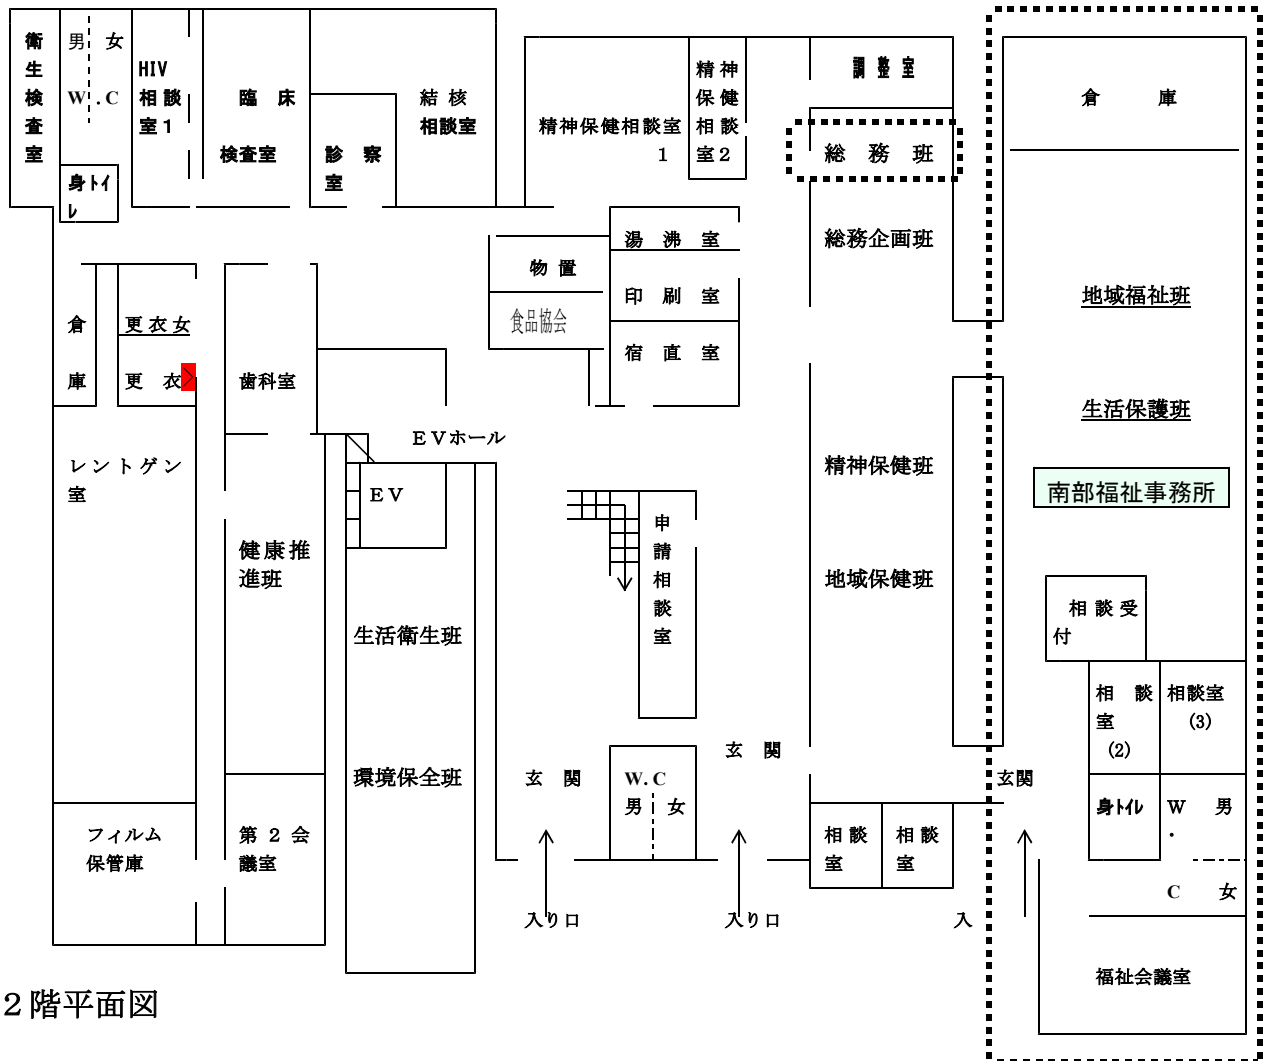 衛生検査室
男 女
W.C
身トイレ
HIV
相談
室１
臨 床
検査室
診 察
室
結核
相談室
精神保健相談室
１
精神
保健
相談
室２
調整室
総 務 班
総務企画班
倉 庫
地域福祉班
生活保護班
南部福祉事務所
湯 沸 室
印 刷 室
宿 直 室
物 置
食品協会
倉
庫
更衣女
更 衣
歯科室
ＥＶホール
ＥＶ
レントゲン
室
健康推
進班
申請相談室
精神保健班
地域保健班
生活衛生班
環境保全班
相談受
付
相 談
室
(2)
相談室
(3)
玄 関
玄 関
玄関
W.C
男 女
身トイレ
W 男
.
C 女
フィルム
保管庫
第２会
議室
相談
室
相談
室
入り口
入り口
入
福祉会議室
２階平面図